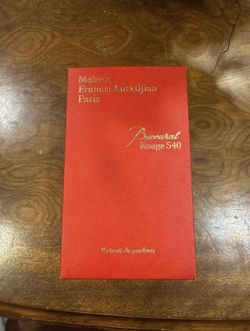 Maison
Francis Kurkdjian
Paris
Baccarat
Rouge 540
Extrait de parfum